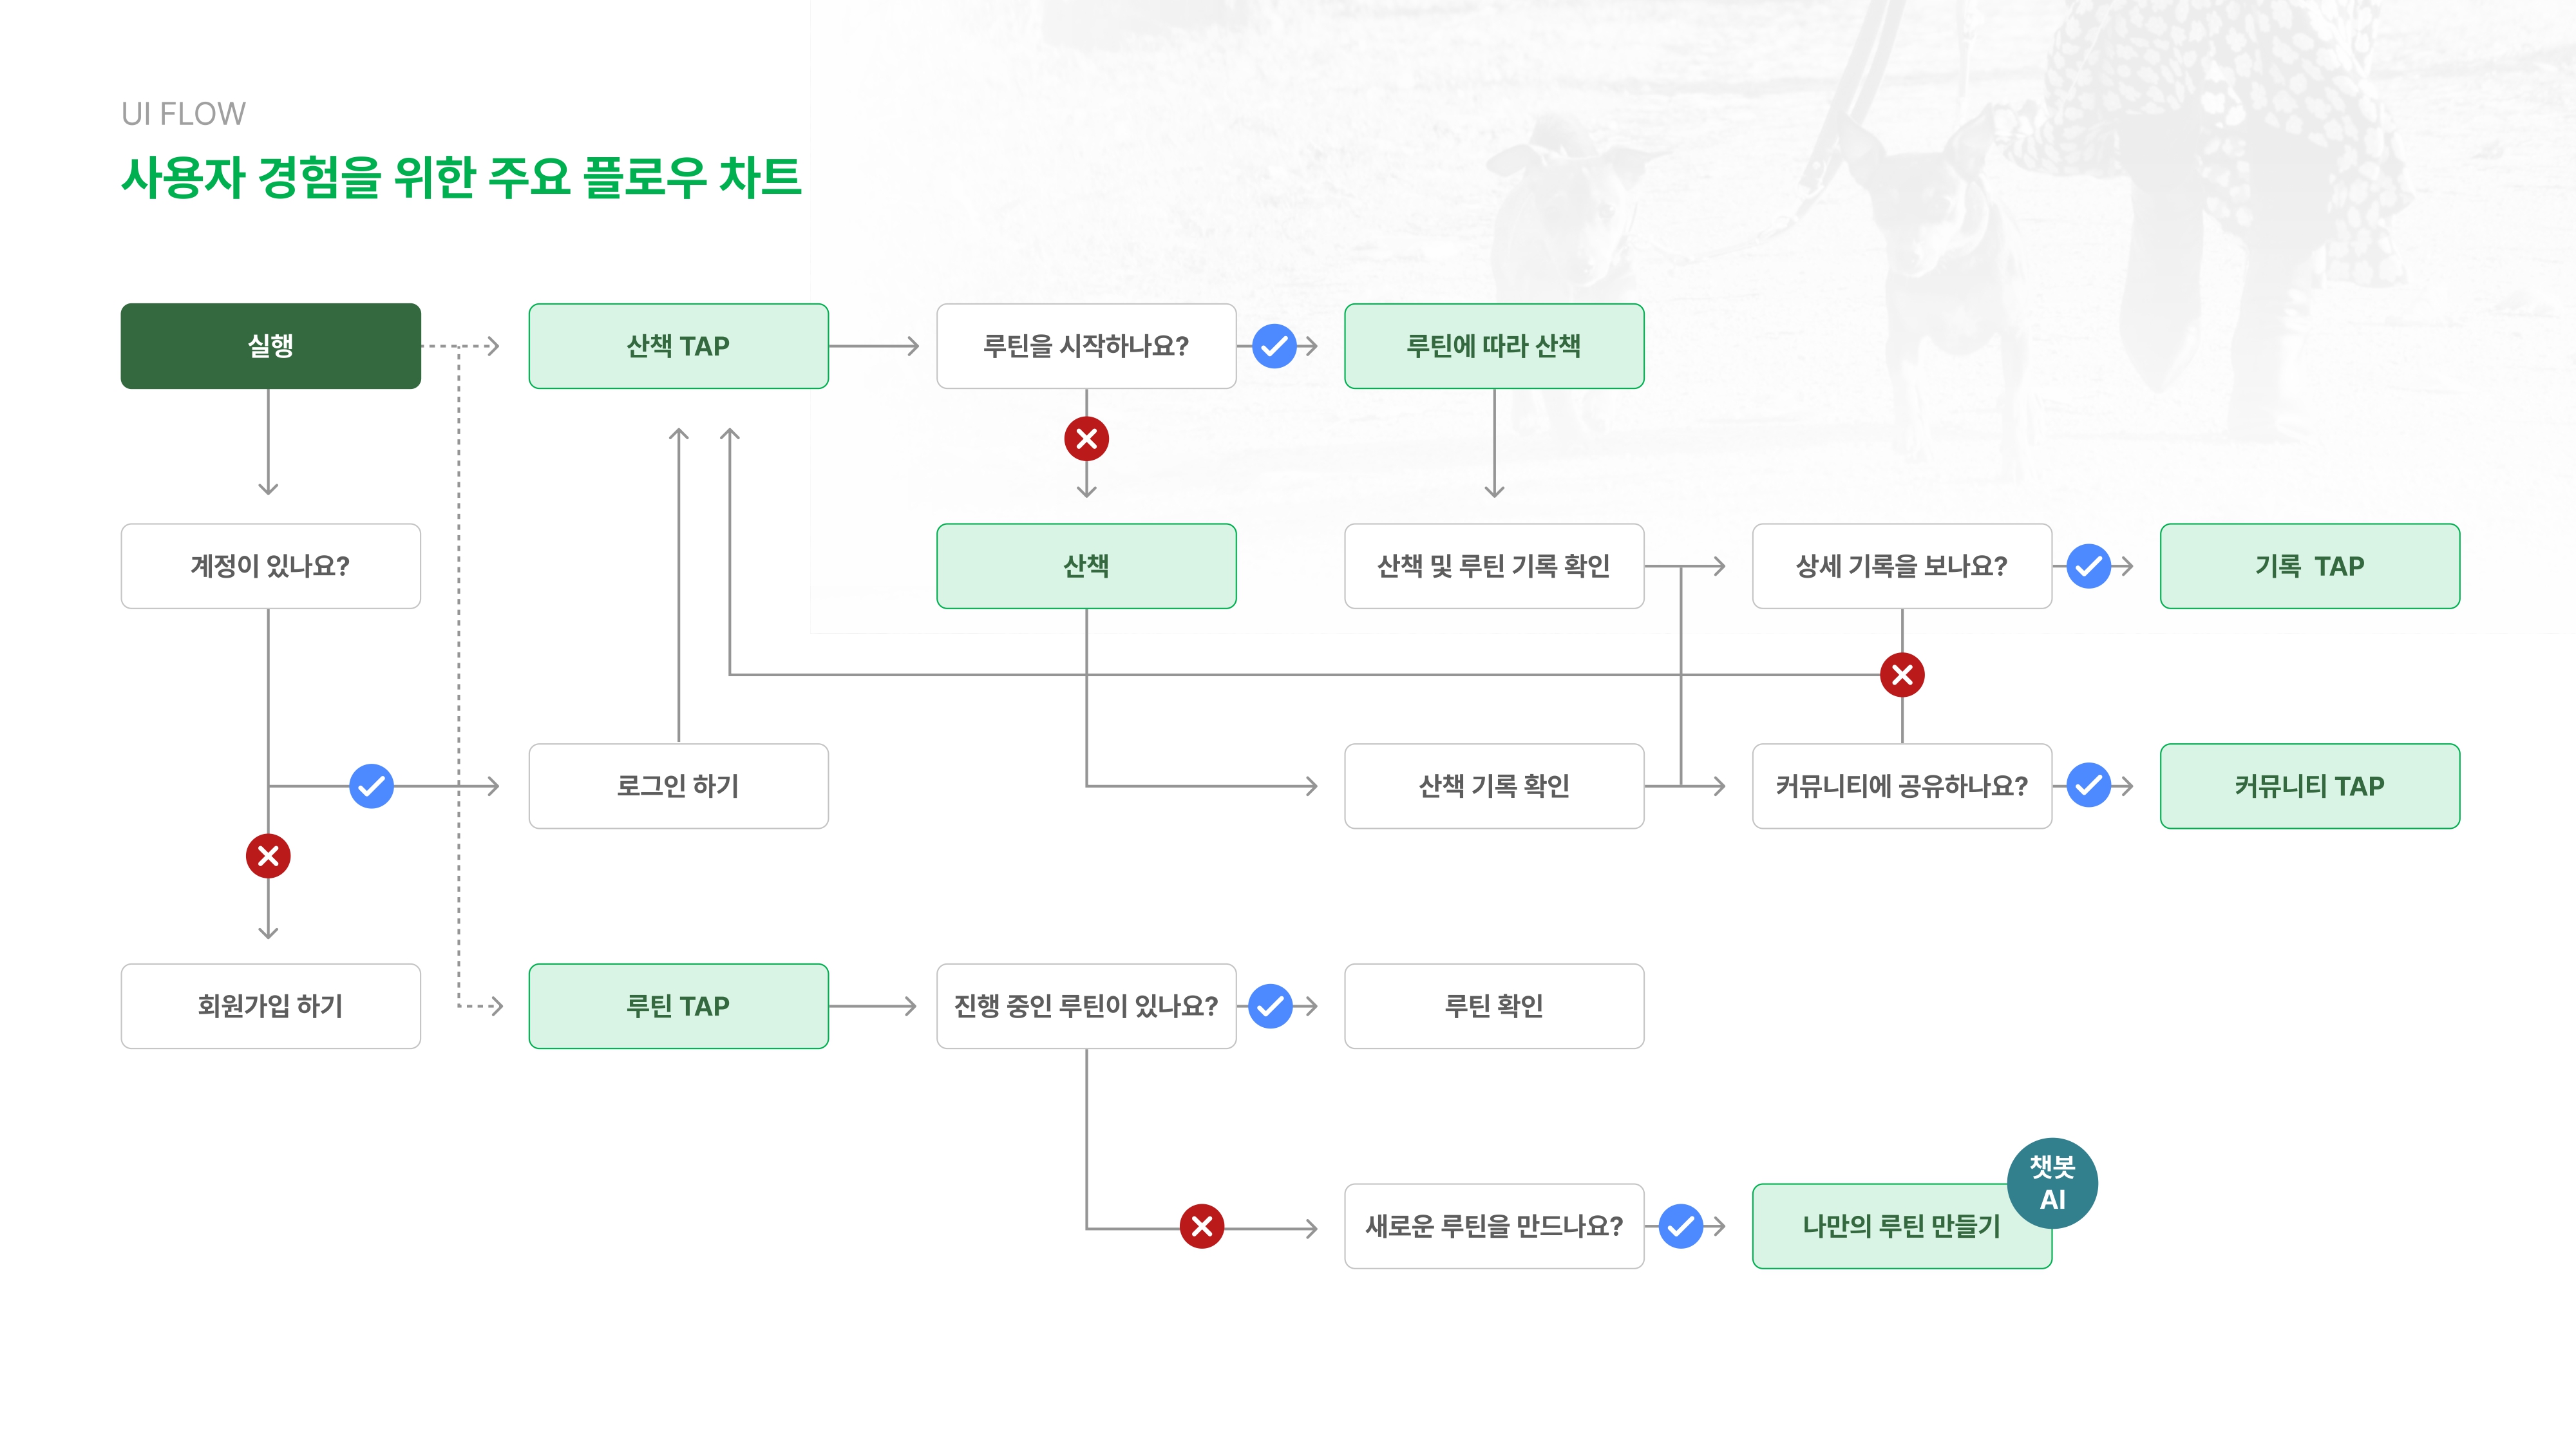 UI FLOW
사용자 경험을 위한 주요 플로우 차트
실행
산책 TAP
루틴을 시작하나요?
루틴에 따라 산책
계정이 있나요?
산책
산책 및 루틴 기록 확인
상세 기록을 보나요?
기록 TAP
로그인 하기
산책 기록 확인
커뮤니티에 공유하나요?
커뮤니티 TAP
회원가입 하기
루틴 TAP
진행 중인 루틴이 있나요?
루틴 확인
새로운 루틴을 만드나요?
나만의 루틴 만들기
챗봇
AI